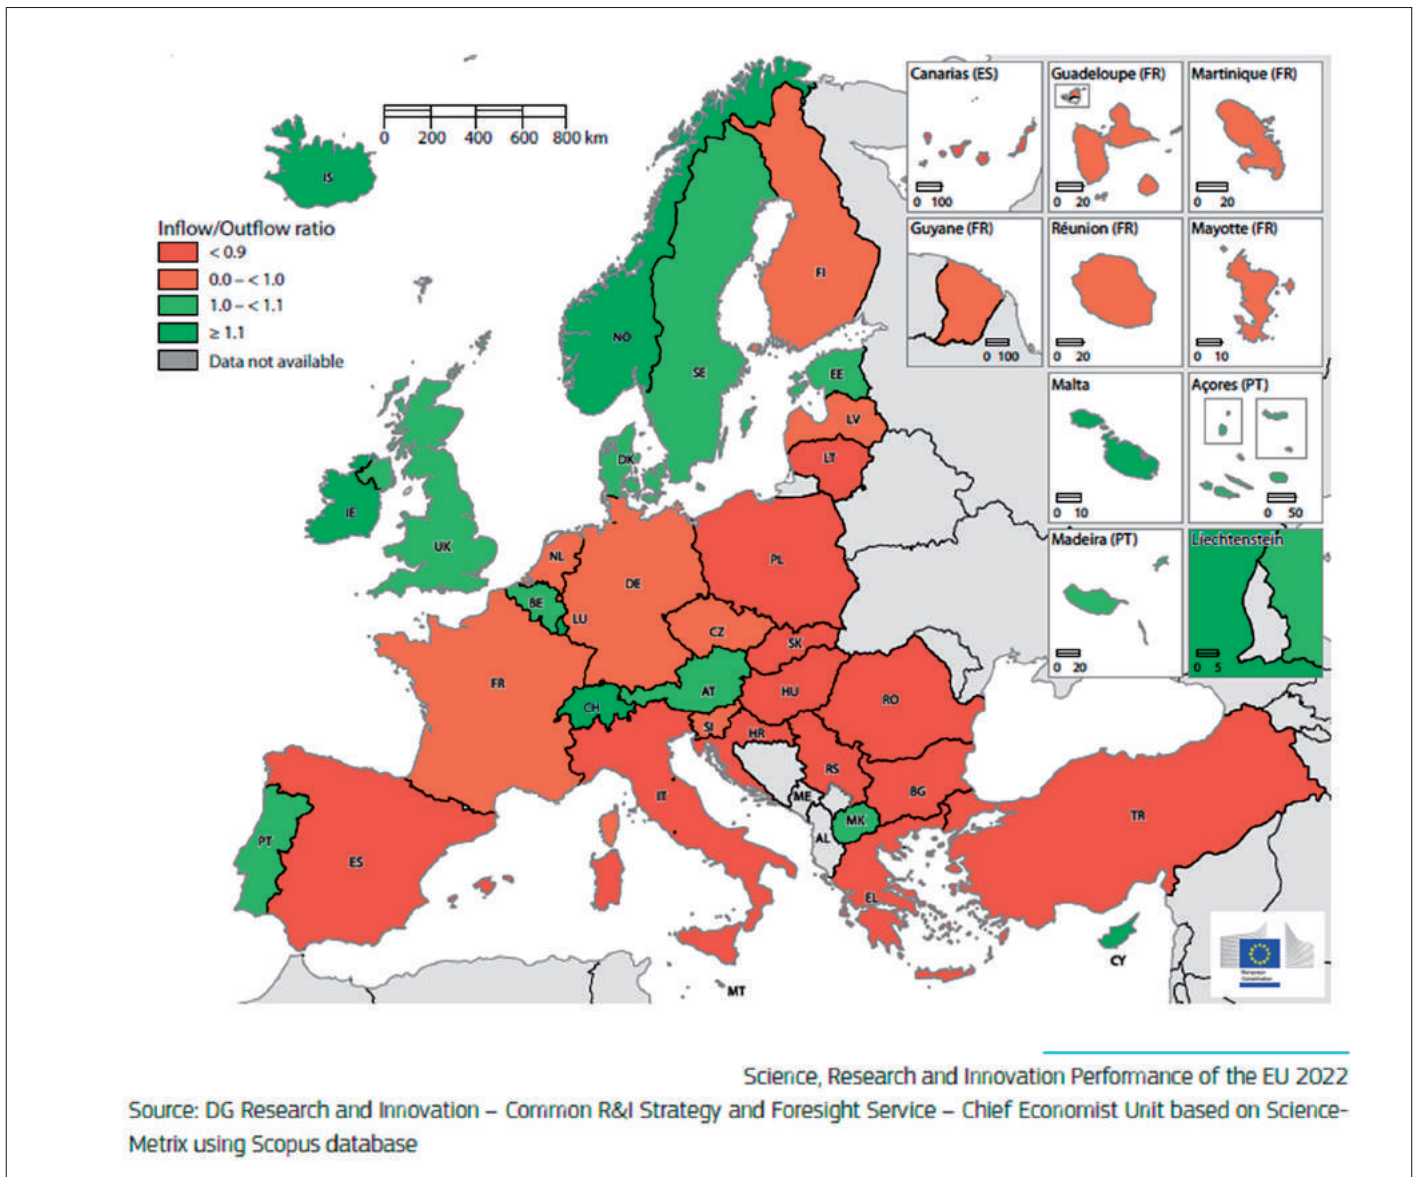 Canarias (ES)
Guadeloupe (FR)
Martinique (FR)
0 200 400 600 800 km
IS
0 100
0 20
0 20
Inflow/Outflow ratio
< 0.9
0.0 – < 1.0
1.0 – < 1.1
≥ 1.1
Data not available
Guyane (FR)
Réunion (FR)
Mayotte (FR)
FI
NO
0 100
0 20
0 10
SE
EE
Malta
Açores (PT)
LV
DK
LT
0 10
0 50
IE
UK
NL
PL
DE
Madeira (PT)
Liechtenstein
BE
LU
CZ
SK
0 20
0 5
FR
AT
HU
RO
CH
SI
HR
RS
IT
ME
BG
MK
TR
PT
AL
ES
EL
CY
MT
European
Commission
Science, Research and Innovation Performance of the EU 2022
Source: DG Research and Innovation – Common R&I Strategy and Foresight Service – Chief Economist Unit based on Science-
Metrix using Scopus database